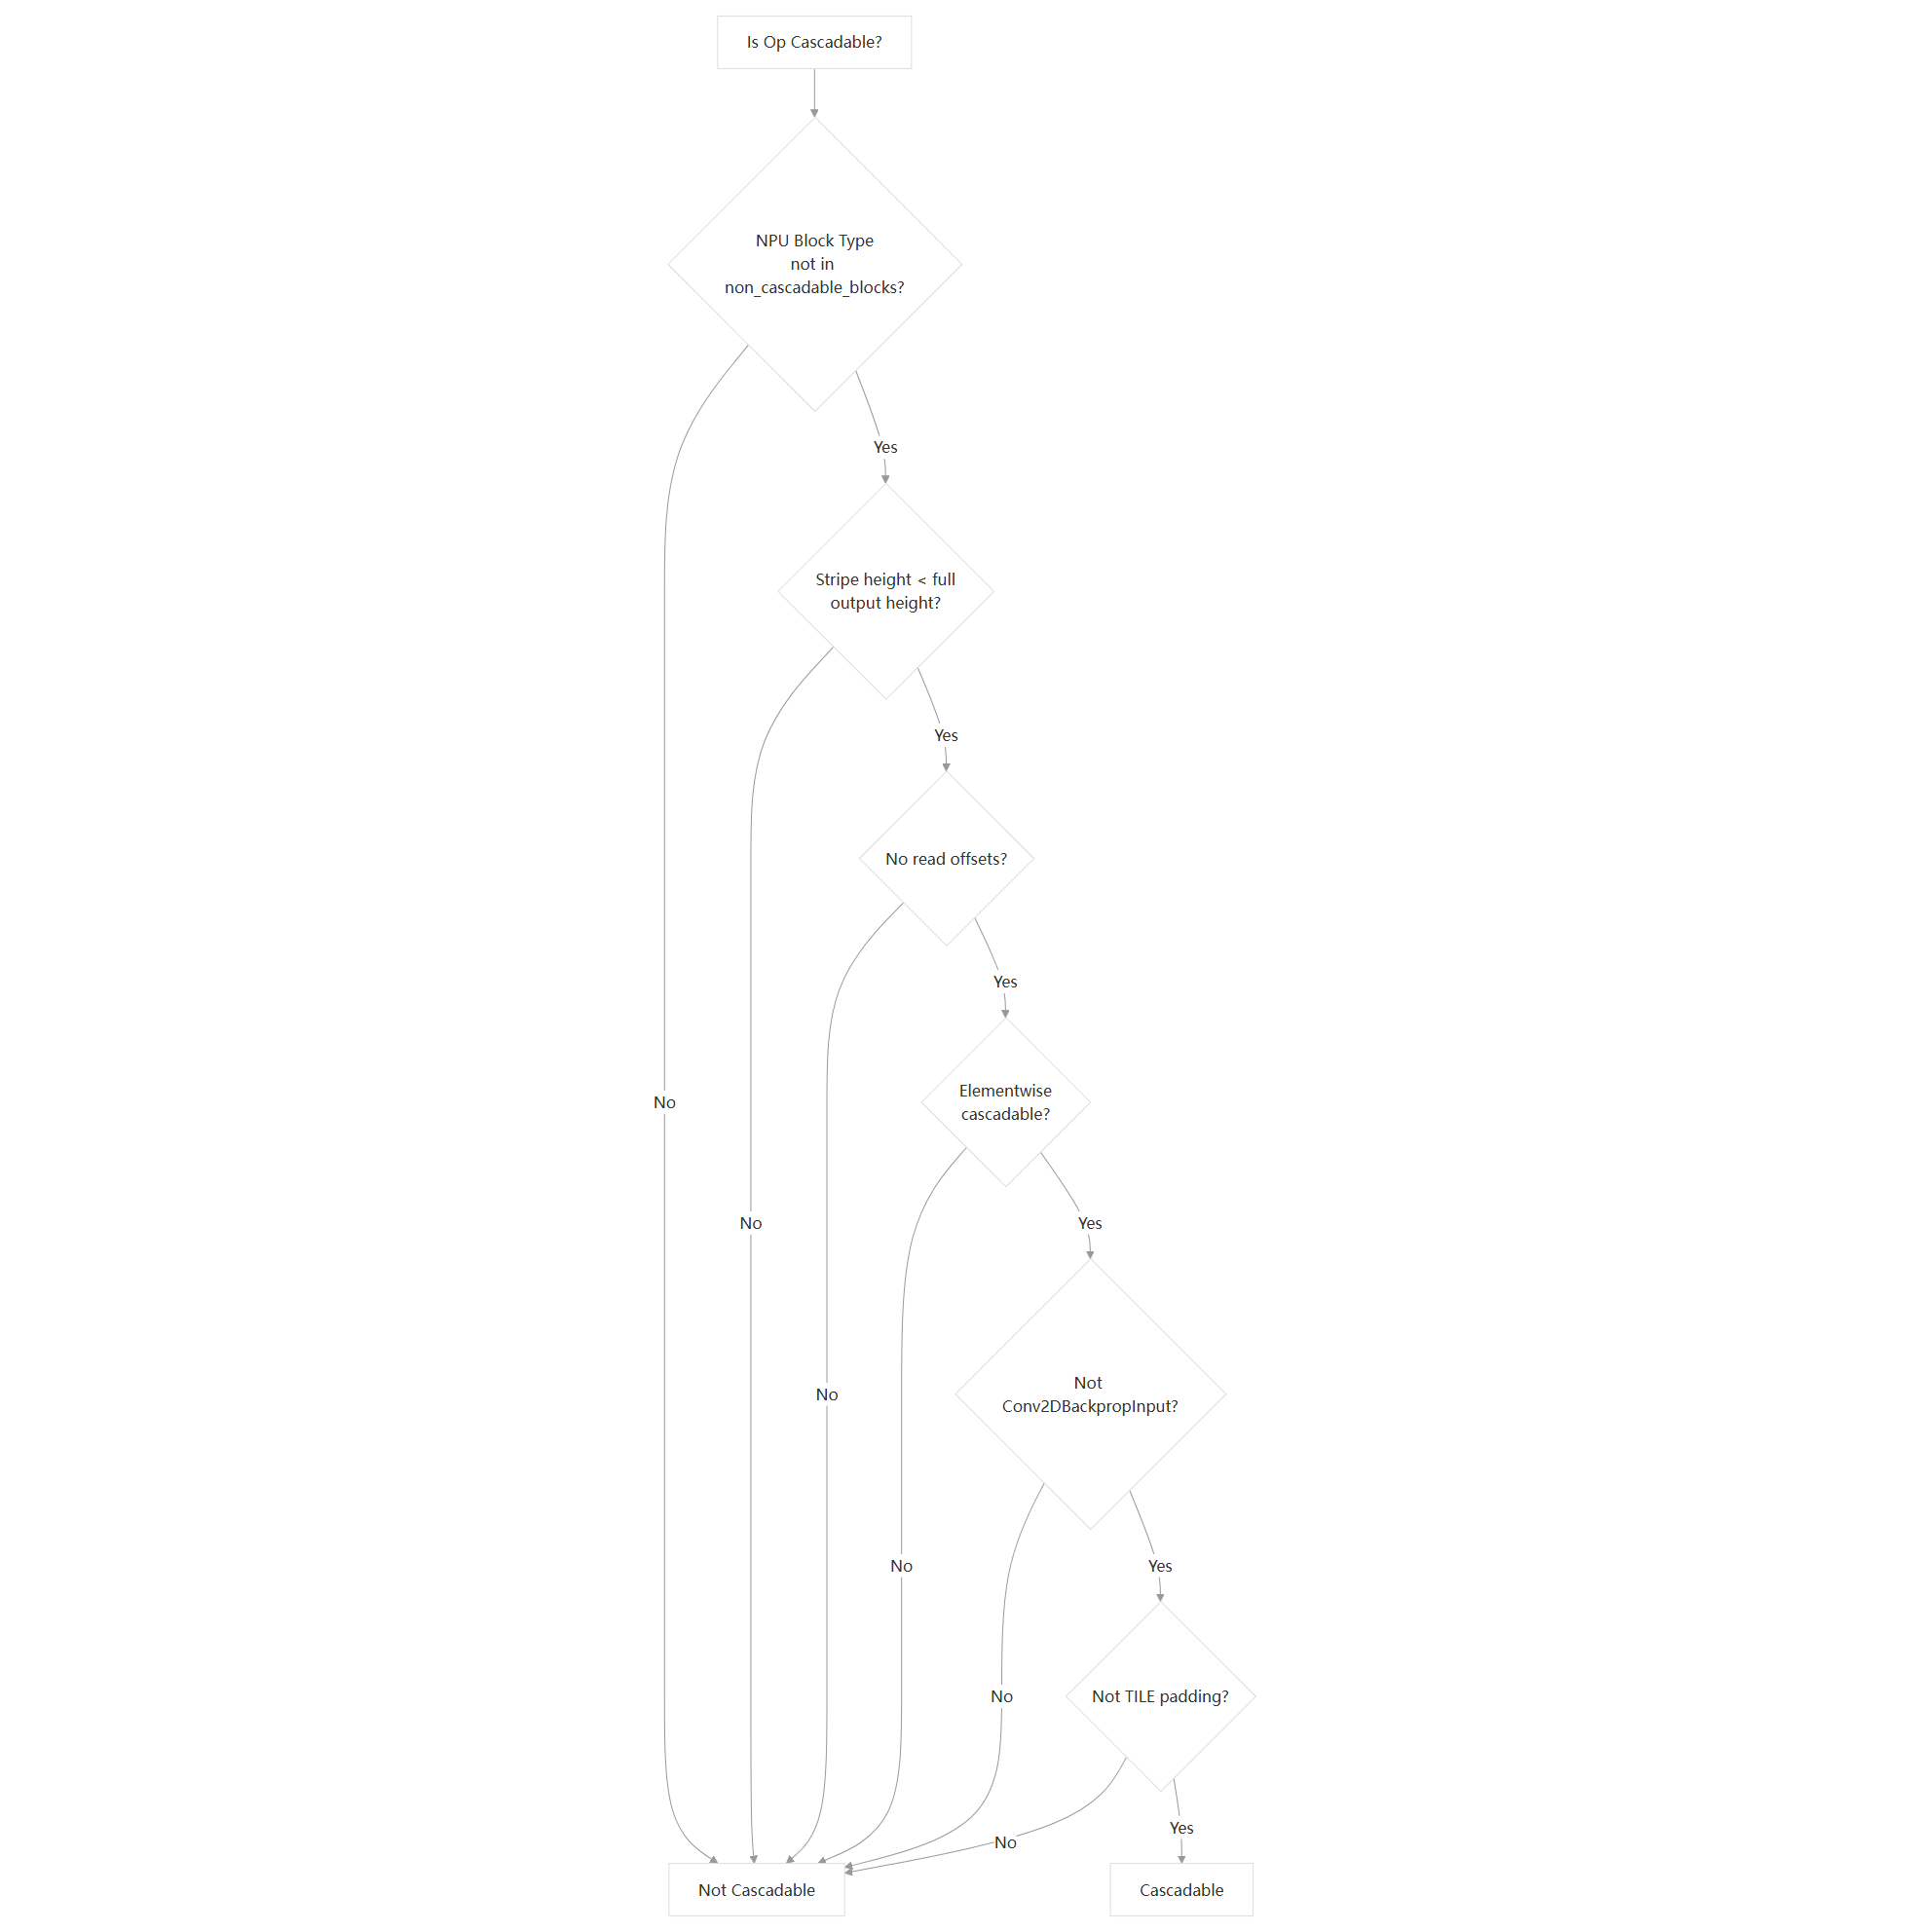 Is Op Cascadable?
NPU Block Type
not in
non_cascadable_blocks?
Yes
Stripe height < full
output height?
Yes
No read offsets?
Yes
Elementwise
cascadable?
No
Yes
No
Not
Conv2DBackpropInput?
No
No
Yes
No
Not TILE padding?
Yes
No
Not Cascadable
Cascadable